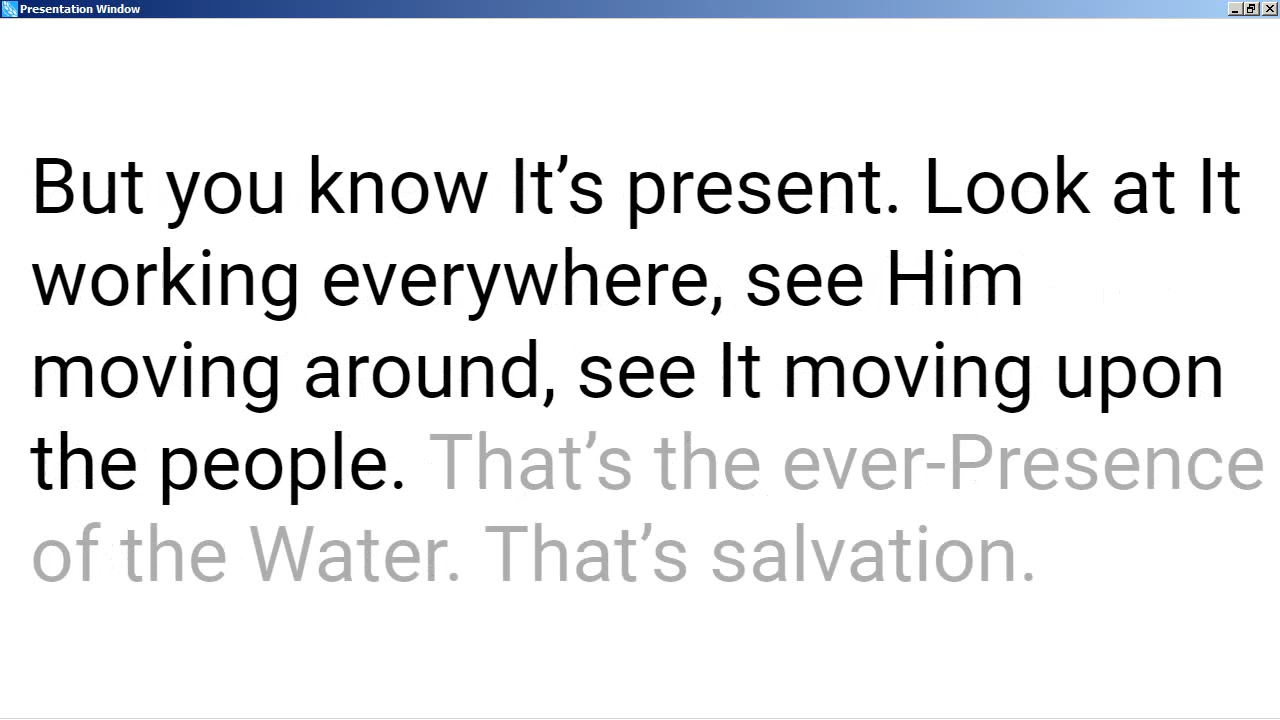 Presentation Window
But you know It’s present. Look at It
working everywhere, see Him
moving around, see It moving upon
the people. That’s the ever-Presence
of the Water. That’s salvation.